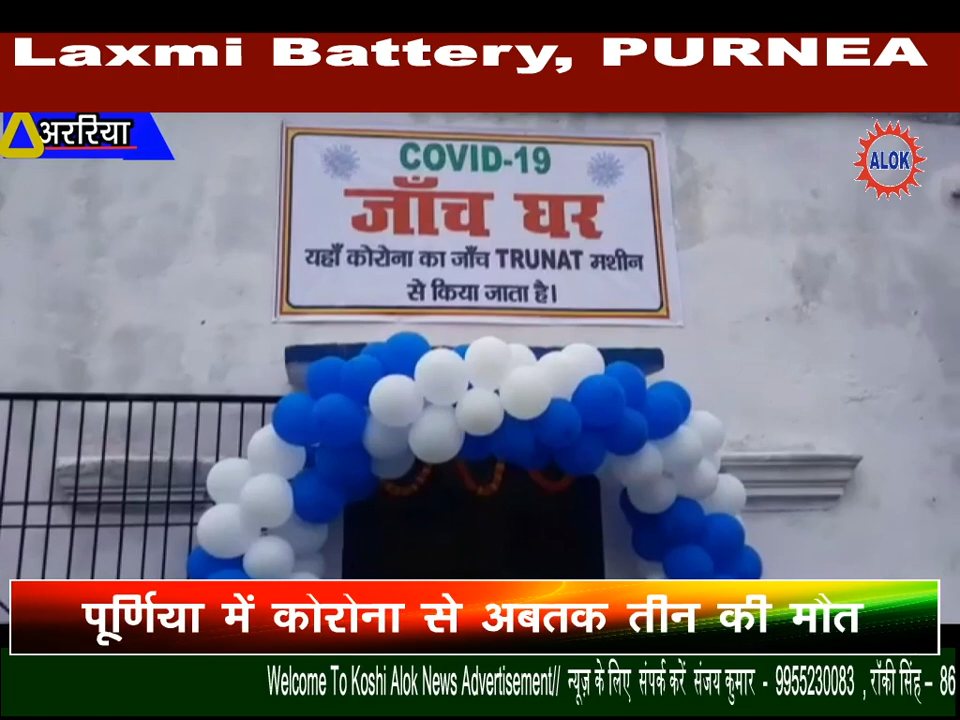 Laxmi Battery, PURNEA
अररिया
ALOK
COVID-19
जाँच घर
यहाँ कोरोना का जाँच TRUNAT मशीन
से किया जाता है।
पूर्णिया में कोरोना से अबतक तीन की मौत
Welcome To Koshi Alok News Advertisement// न्यूज़ के लिए संपर्क करें संजय कुमार - 9955230083 , रॉकी सिंह – 86